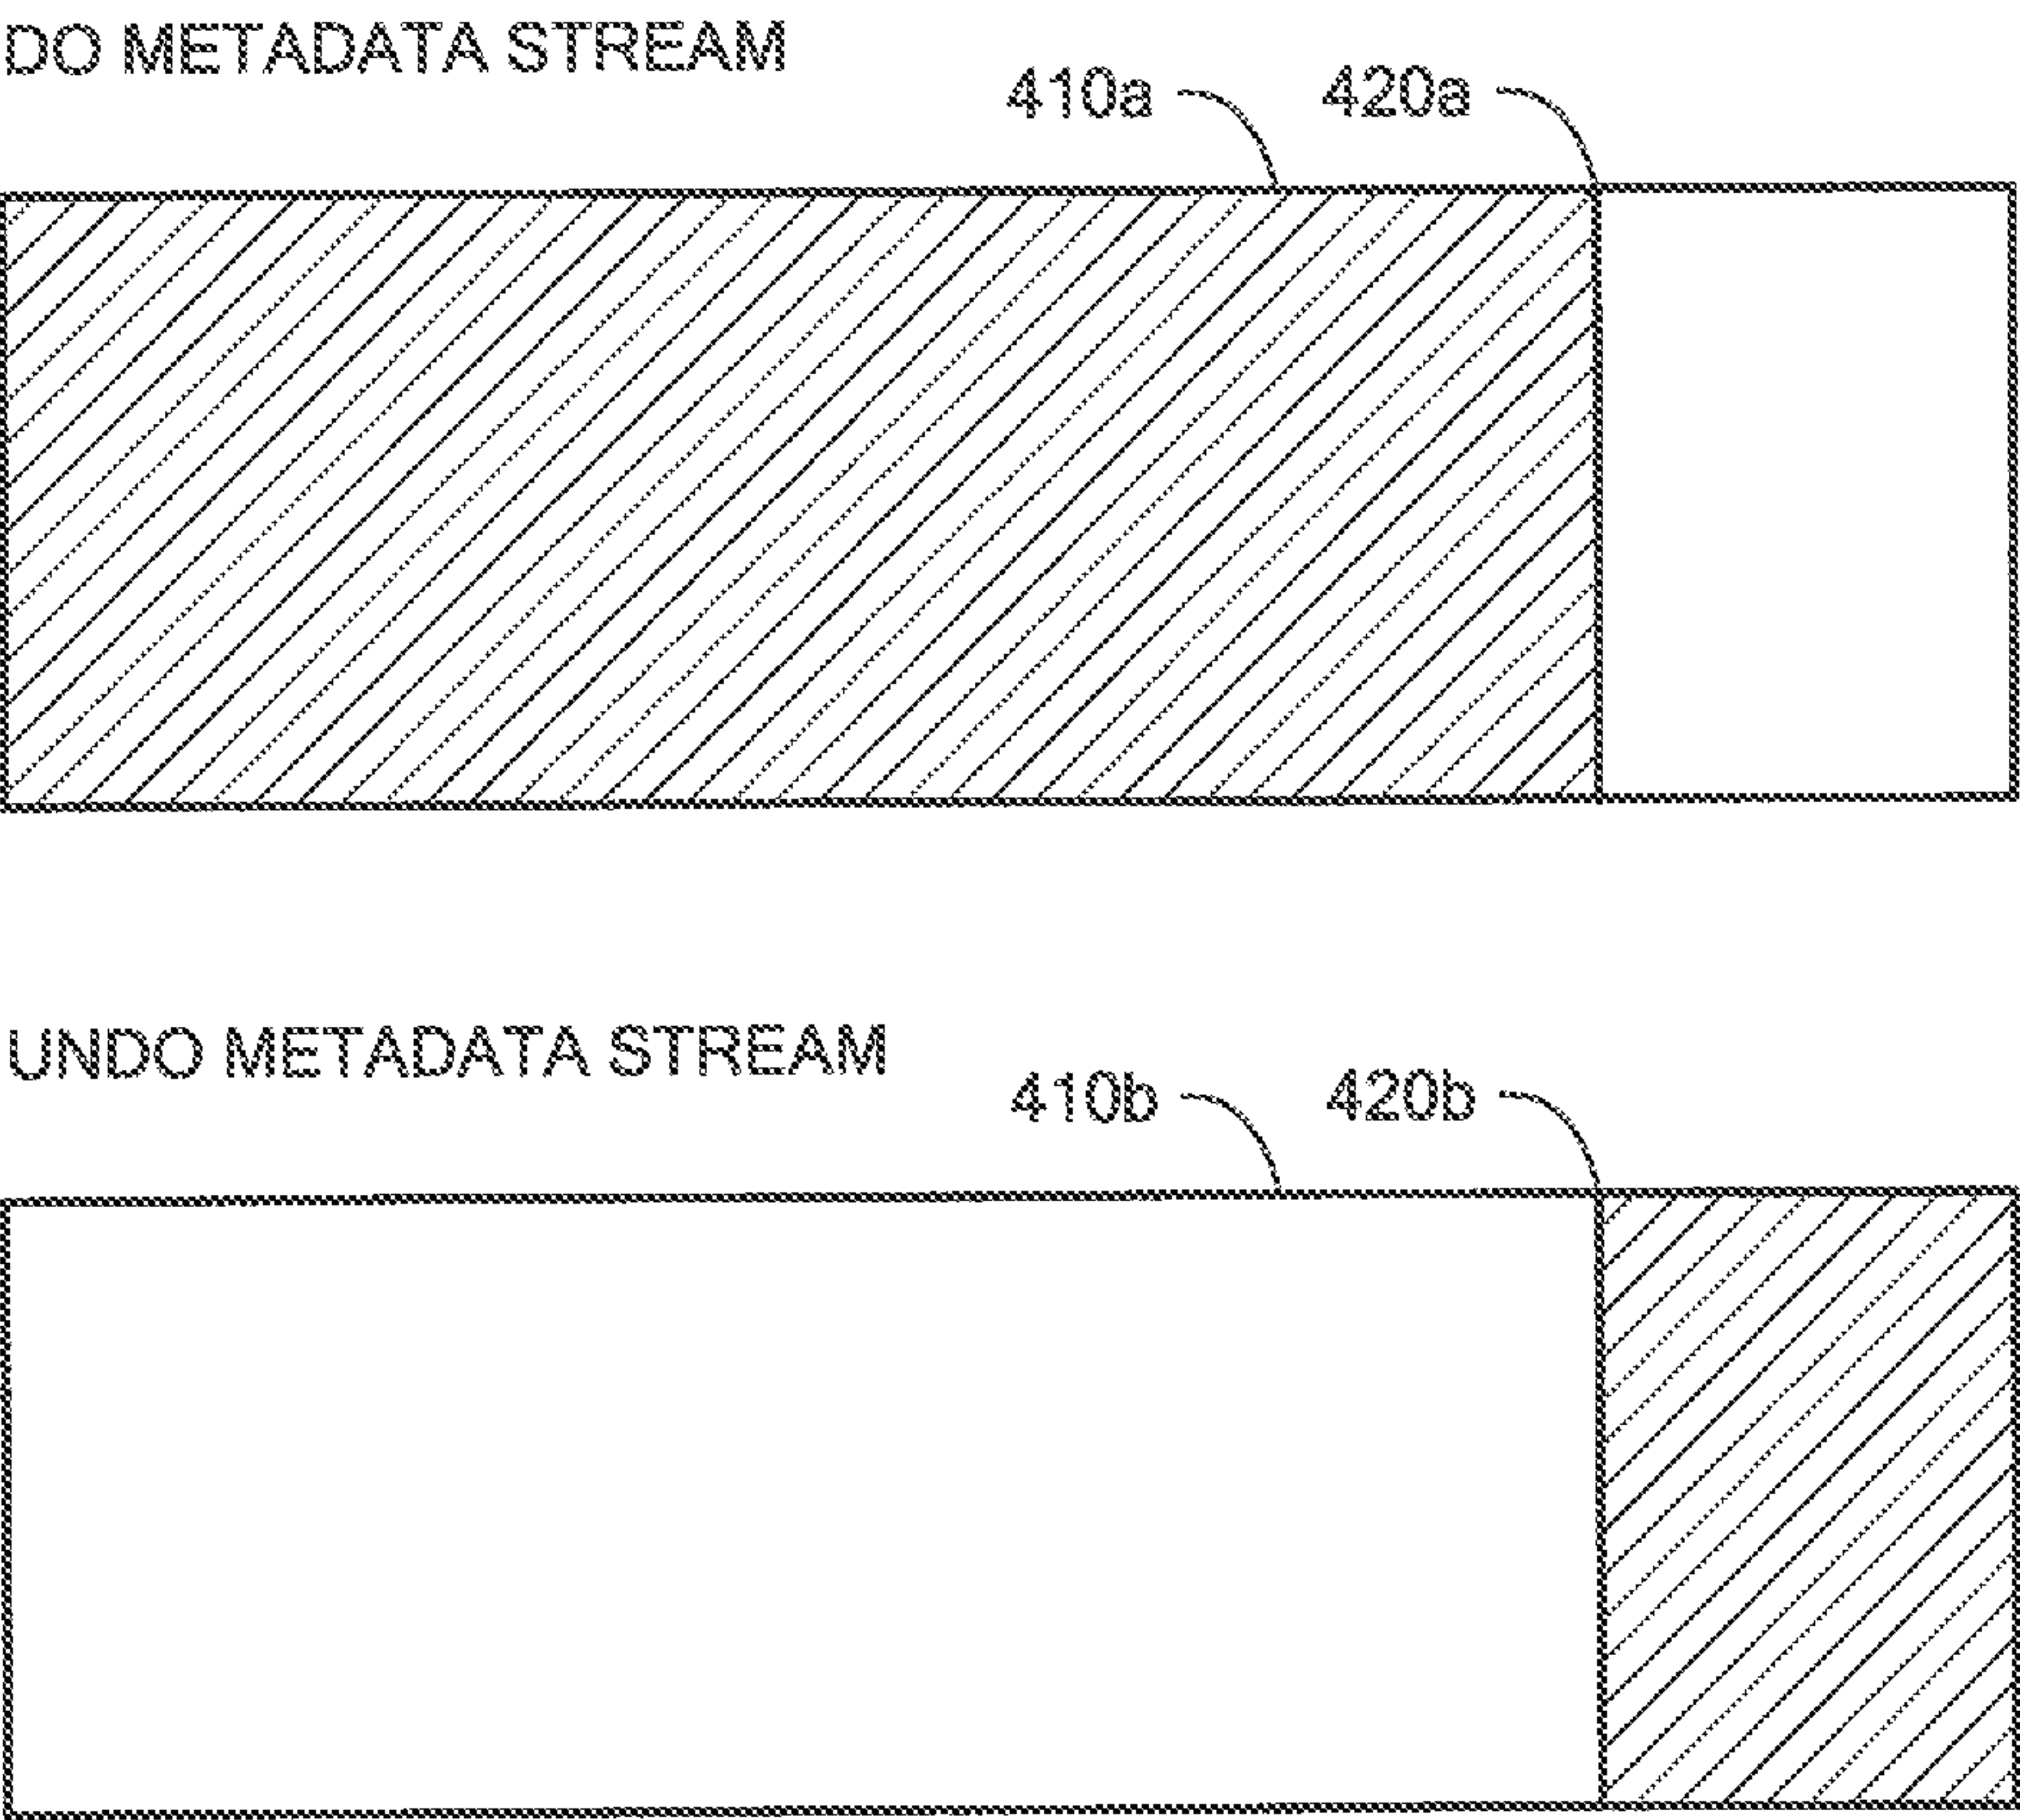 DO METADATA STREAM
410a 420a
UNDO METADATA STREAM
410b 420b